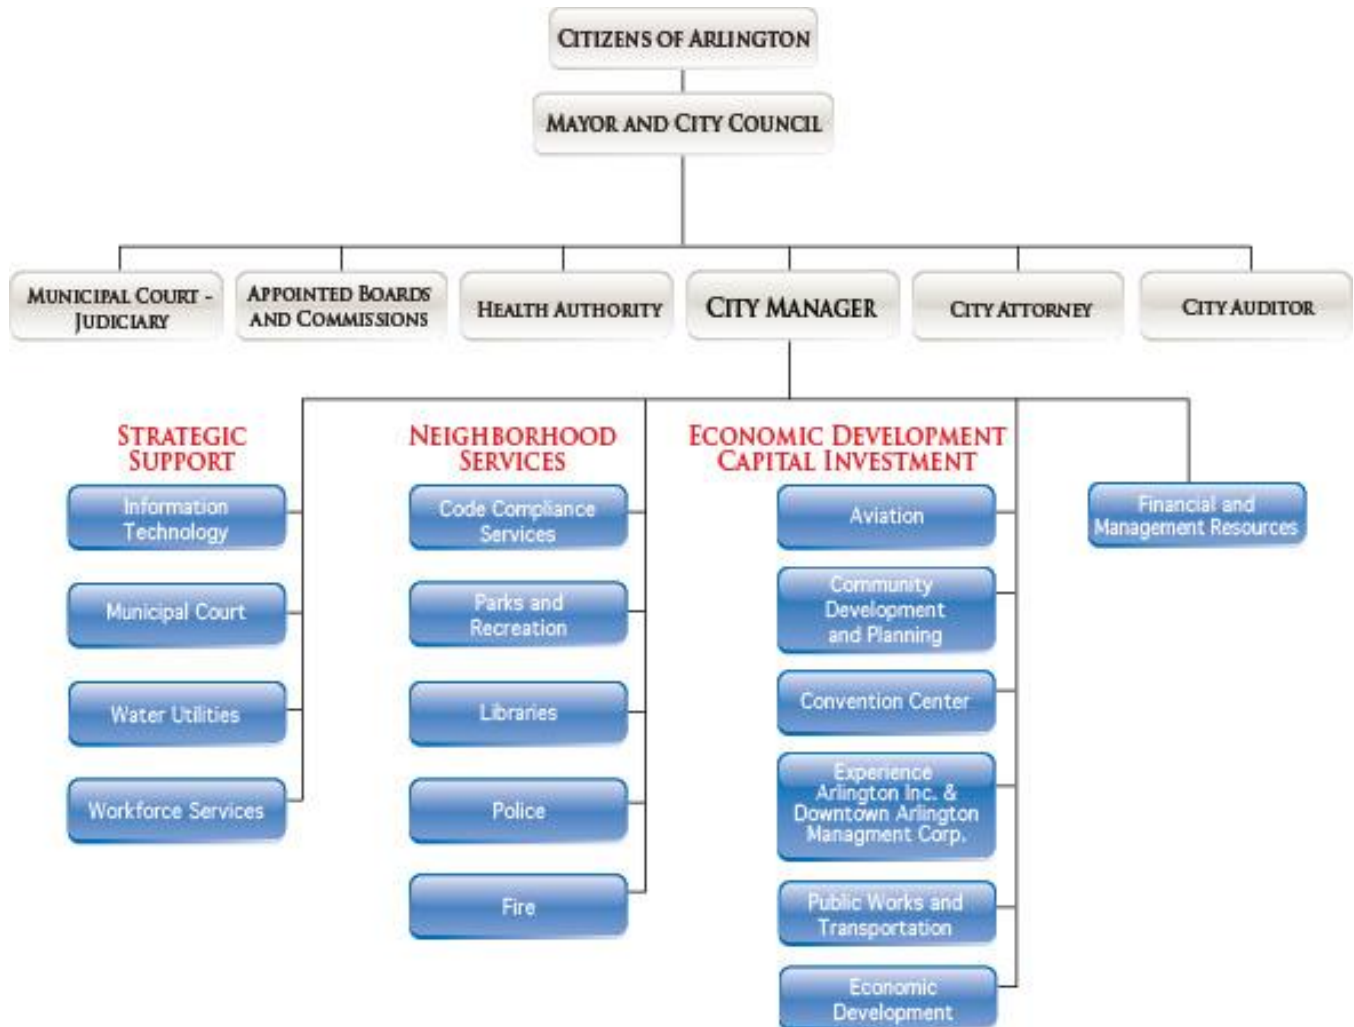 CITIZENS OF ARLINGTON
MAYOR AND CITY COUNCIL
MUNICIPAL COURT -
JUDICIARY
APPOINTED BOARDS
AND COMMISSIONS
HEALTH AUTHORITY
CITY MANAGER
CITY ATTORNEY
CITY AUDITOR
STRATEGIC
SUPPORT
Information
Technology
Municipal Court
Water Utilities
Workforce Services
NEIGHBORHOOD
SERVICES
Code Compliance
Services
Parks and
Recreation
Libraries
Police
Fire
ECONOMIC DEVELOPMENT
CAPITAL INVESTMENT
Aviation
Community
Development
and Planning
Convention Center
Experience
Arlington Inc. &
Downtown Arlington
Managment Corp.
Public Works and
Transportation
Economic
Development
Financial and
Management Resources